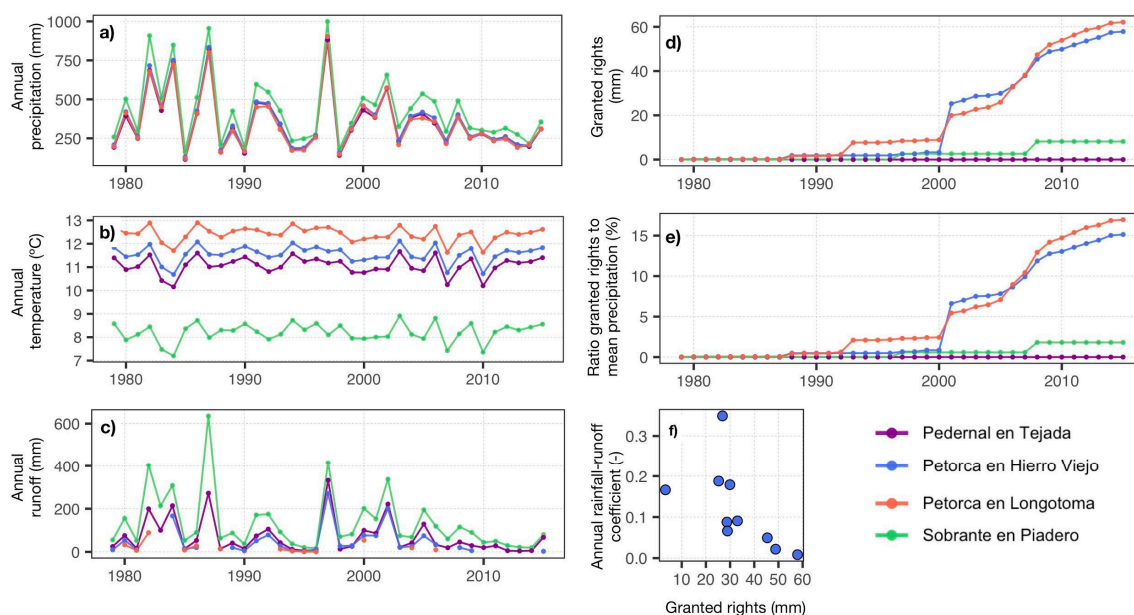 a)
Annual
precipitation (mm)
1000
750
500
250
1980
1990
2000
2010
b)
Annual
temperature (°C)
13
12
11
10
9
8
7
1980
1990
2000
2010
c)
Annual
runoff (mm)
600
400
200
0
1980
1990
2000
2010
d)
Granted rights
(mm)
60
40
20
0
1980
1990
2000
2010
e)
Ratio granted rights to
mean precipitation (%)
15
10
5
0
1980
1990
2000
2010
f)
Annual rainfall-runoff
coefficient (-)
0.3
0.2
0.1
0.0
10
20
30
40
50
60
Granted rights (mm)
Pedernal en Tejada
Petorca en Hierro Viejo
Petorca en Longotoma
Sobrante en Piadero